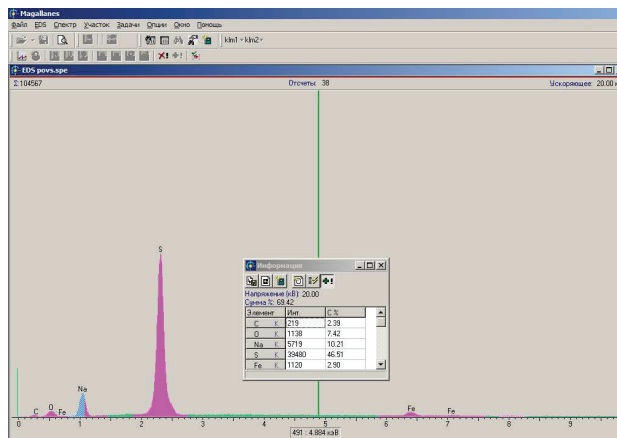 Magallanes
Файл EDS Спектр Участок Задачи Опции Окно Помощь
klm1 klm2
EDS povs.spe
Σ:104567 Отсчеты: 38 Ускоряющее: 20.00 к
S
Информация
Напряжение (кВ): 20.00
Сумма %: 69.42
Элемент Инт. C %
C K 219 2.39
O K 1138 7.42
Na K 5719 10.21
S K 39480 46.51
Fe K 1120 2.90
Na
C O Fe Fe Fe
0 1 2 3 4 5 6 7 8 9
491 : 4.884 кэВ